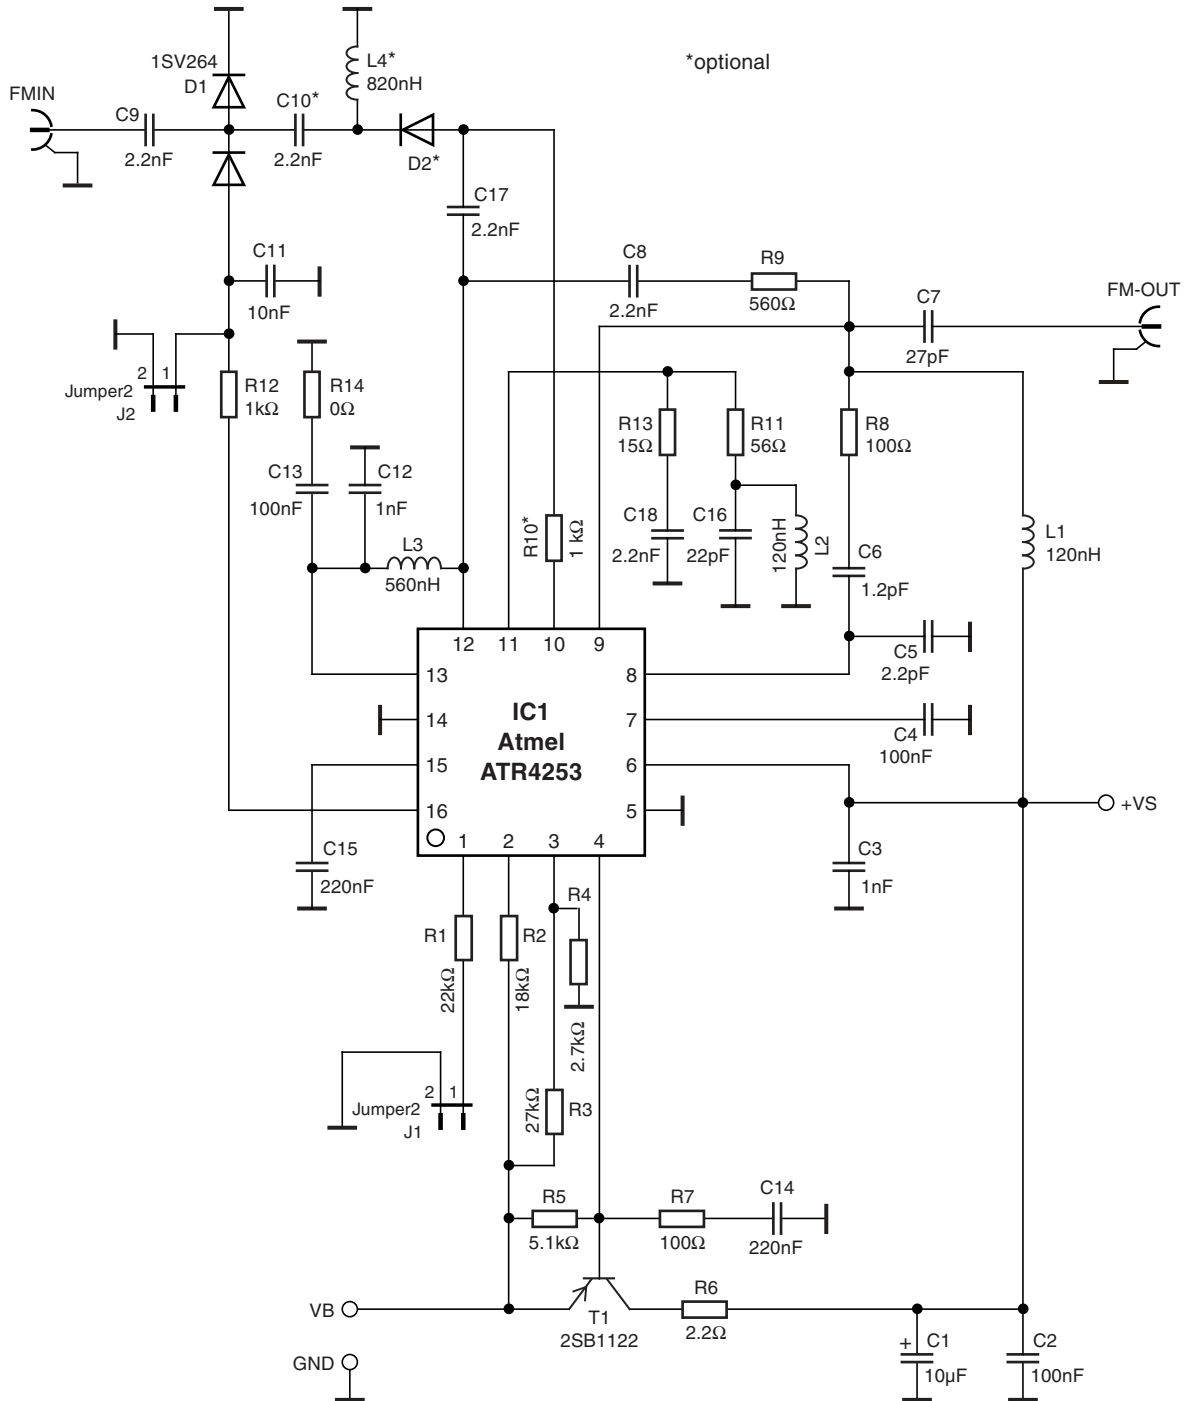 *optional
1SV264
D1
L4*
820nH
FMIN
C9
2.2nF
C10*
2.2nF
D2*
C17
2.2nF
C11
10nF
C8
2.2nF
R9
560Ω
C7
27pF
FM-OUT
2 1
Jumper2
J2
R12
1kΩ
R14
0Ω
R13
15Ω
R11
56Ω
R8
100Ω
C13
100nF
C12
1nF
R10*
1 kΩ
C18
2.2nF
C16
22pF
120nH
L2
C6
1.2pF
L1
120nH
L3
560nH
12 11 10 9
13
14
15
16
8
7
6
5
IC1
Atmel
ATR4253
1 2 3 4
C5
2.2pF
C4
100nF
+VS
C15
220nF
C3
1nF
R1
22kΩ
R2
18kΩ
R4
2.7kΩ
2 1
Jumper2
J1
27kΩ
R3
R5
5.1kΩ
R7
100Ω
C14
220nF
VB
T1
2SB1122
R6
2.2Ω
GND
+
C1
10µF
C2
100nF